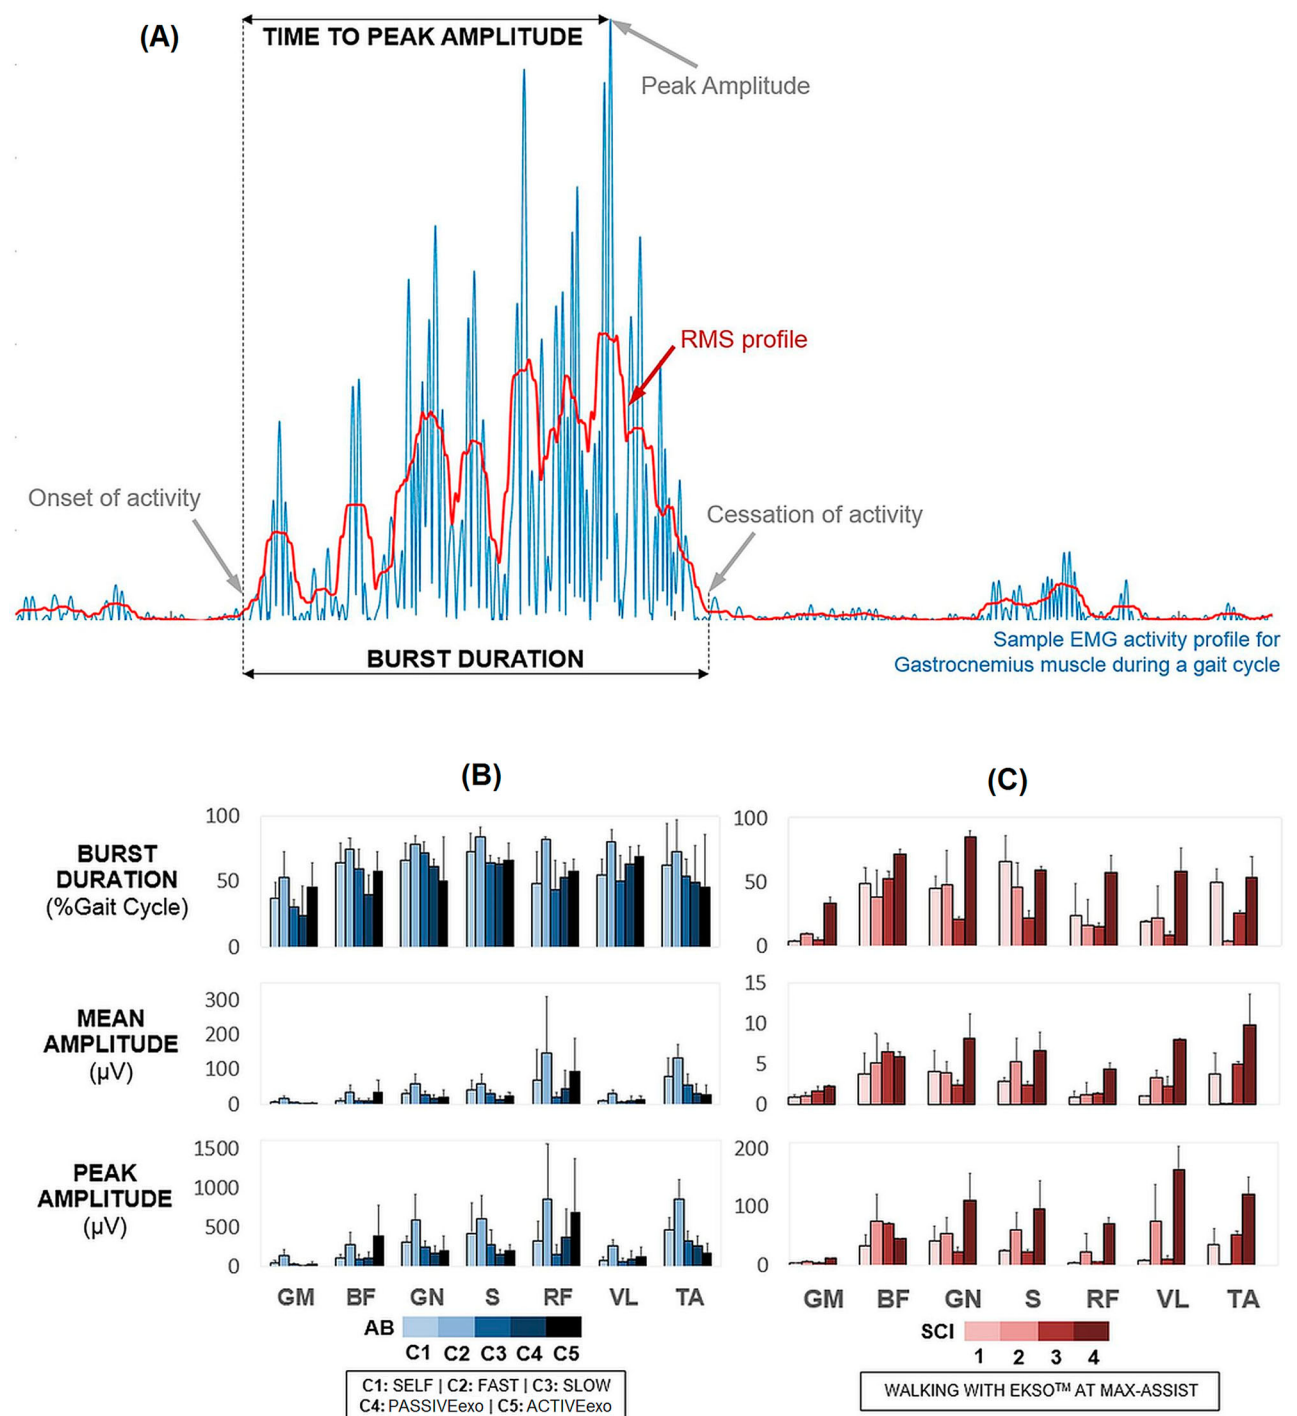 (A)
TIME TO PEAK AMPLITUDE
Peak Amplitude
RMS profile
Onset of activity
Cessation of activity
BURST DURATION
Sample EMG activity profile for
Gastrocnemius muscle during a gait cycle
(B)
(C)
BURST
DURATION
(%Gait Cycle)
100
50
0
100
50
0
MEAN
AMPLITUDE
(µV)
300
200
100
0
15
10
5
0
PEAK
AMPLITUDE
(µV)
1500
1000
500
0
200
100
0
GM BF GN S RF VL TA
GM BF GN S RF VL TA
AB
C1 C2 C3 C4 C5
C1: SELF | C2: FAST | C3: SLOW
C4: PASSIVEexo | C5: ACTIVEexo
SCI
1 2 3 4
WALKING WITH EKSO™ AT MAX-ASSIST